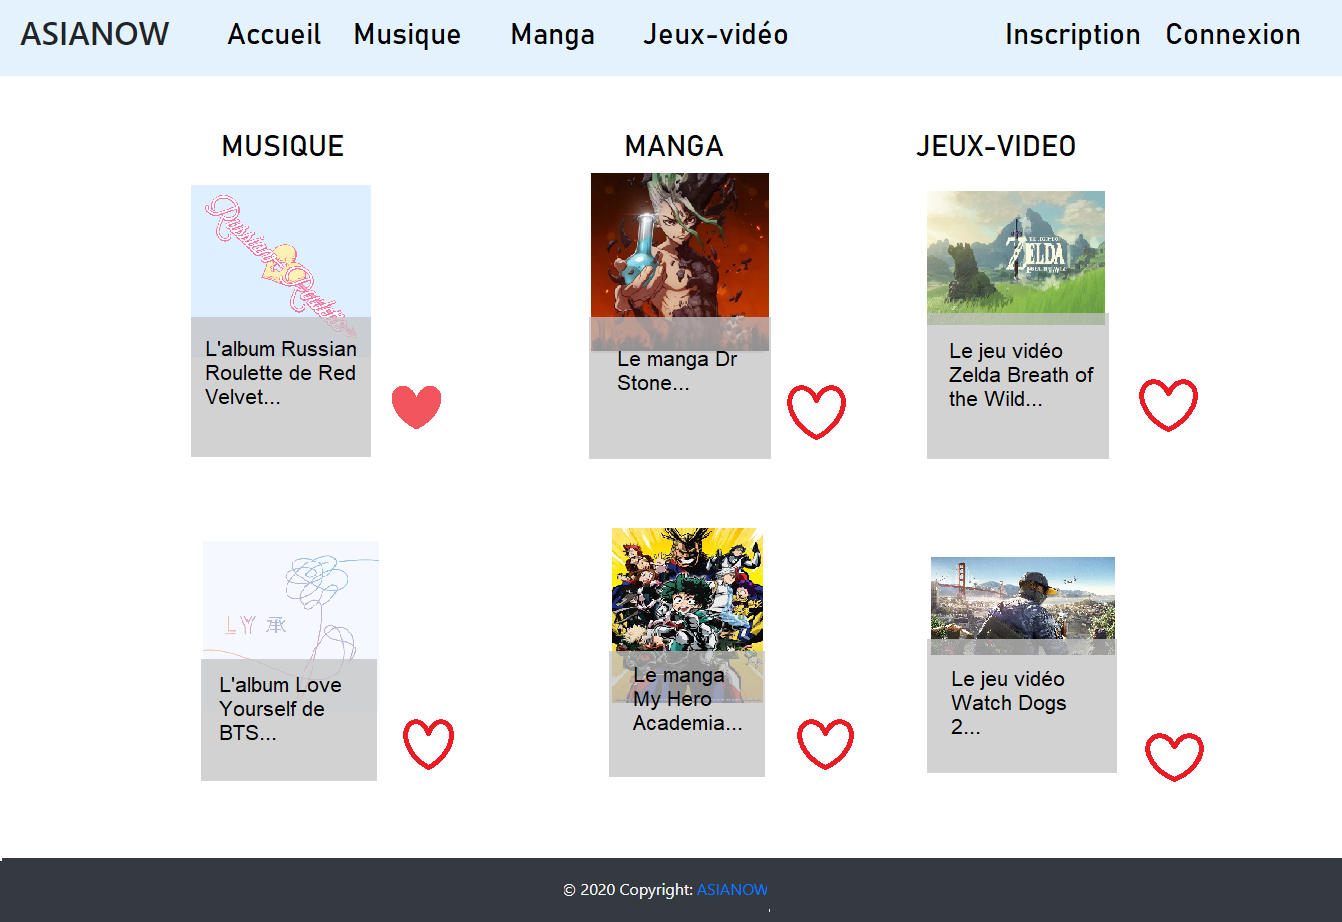 ASIANOW Accueil Musique Manga Jeux-vidéo Inscription Connexion
MUSIQUE MANGA JEUX-VIDEO
Russian Roulette
ZELDA
L'album Russian
Roulette de Red
Velvet...
Le manga Dr
Stone...
Le jeu vidéo
Zelda Breath of
the Wild...
LY 承
L'album Love
Yourself de
BTS...
Le manga
My Hero
Academia...
Le jeu vidéo
Watch Dogs
2...
© 2020 Copyright: ASIANOW